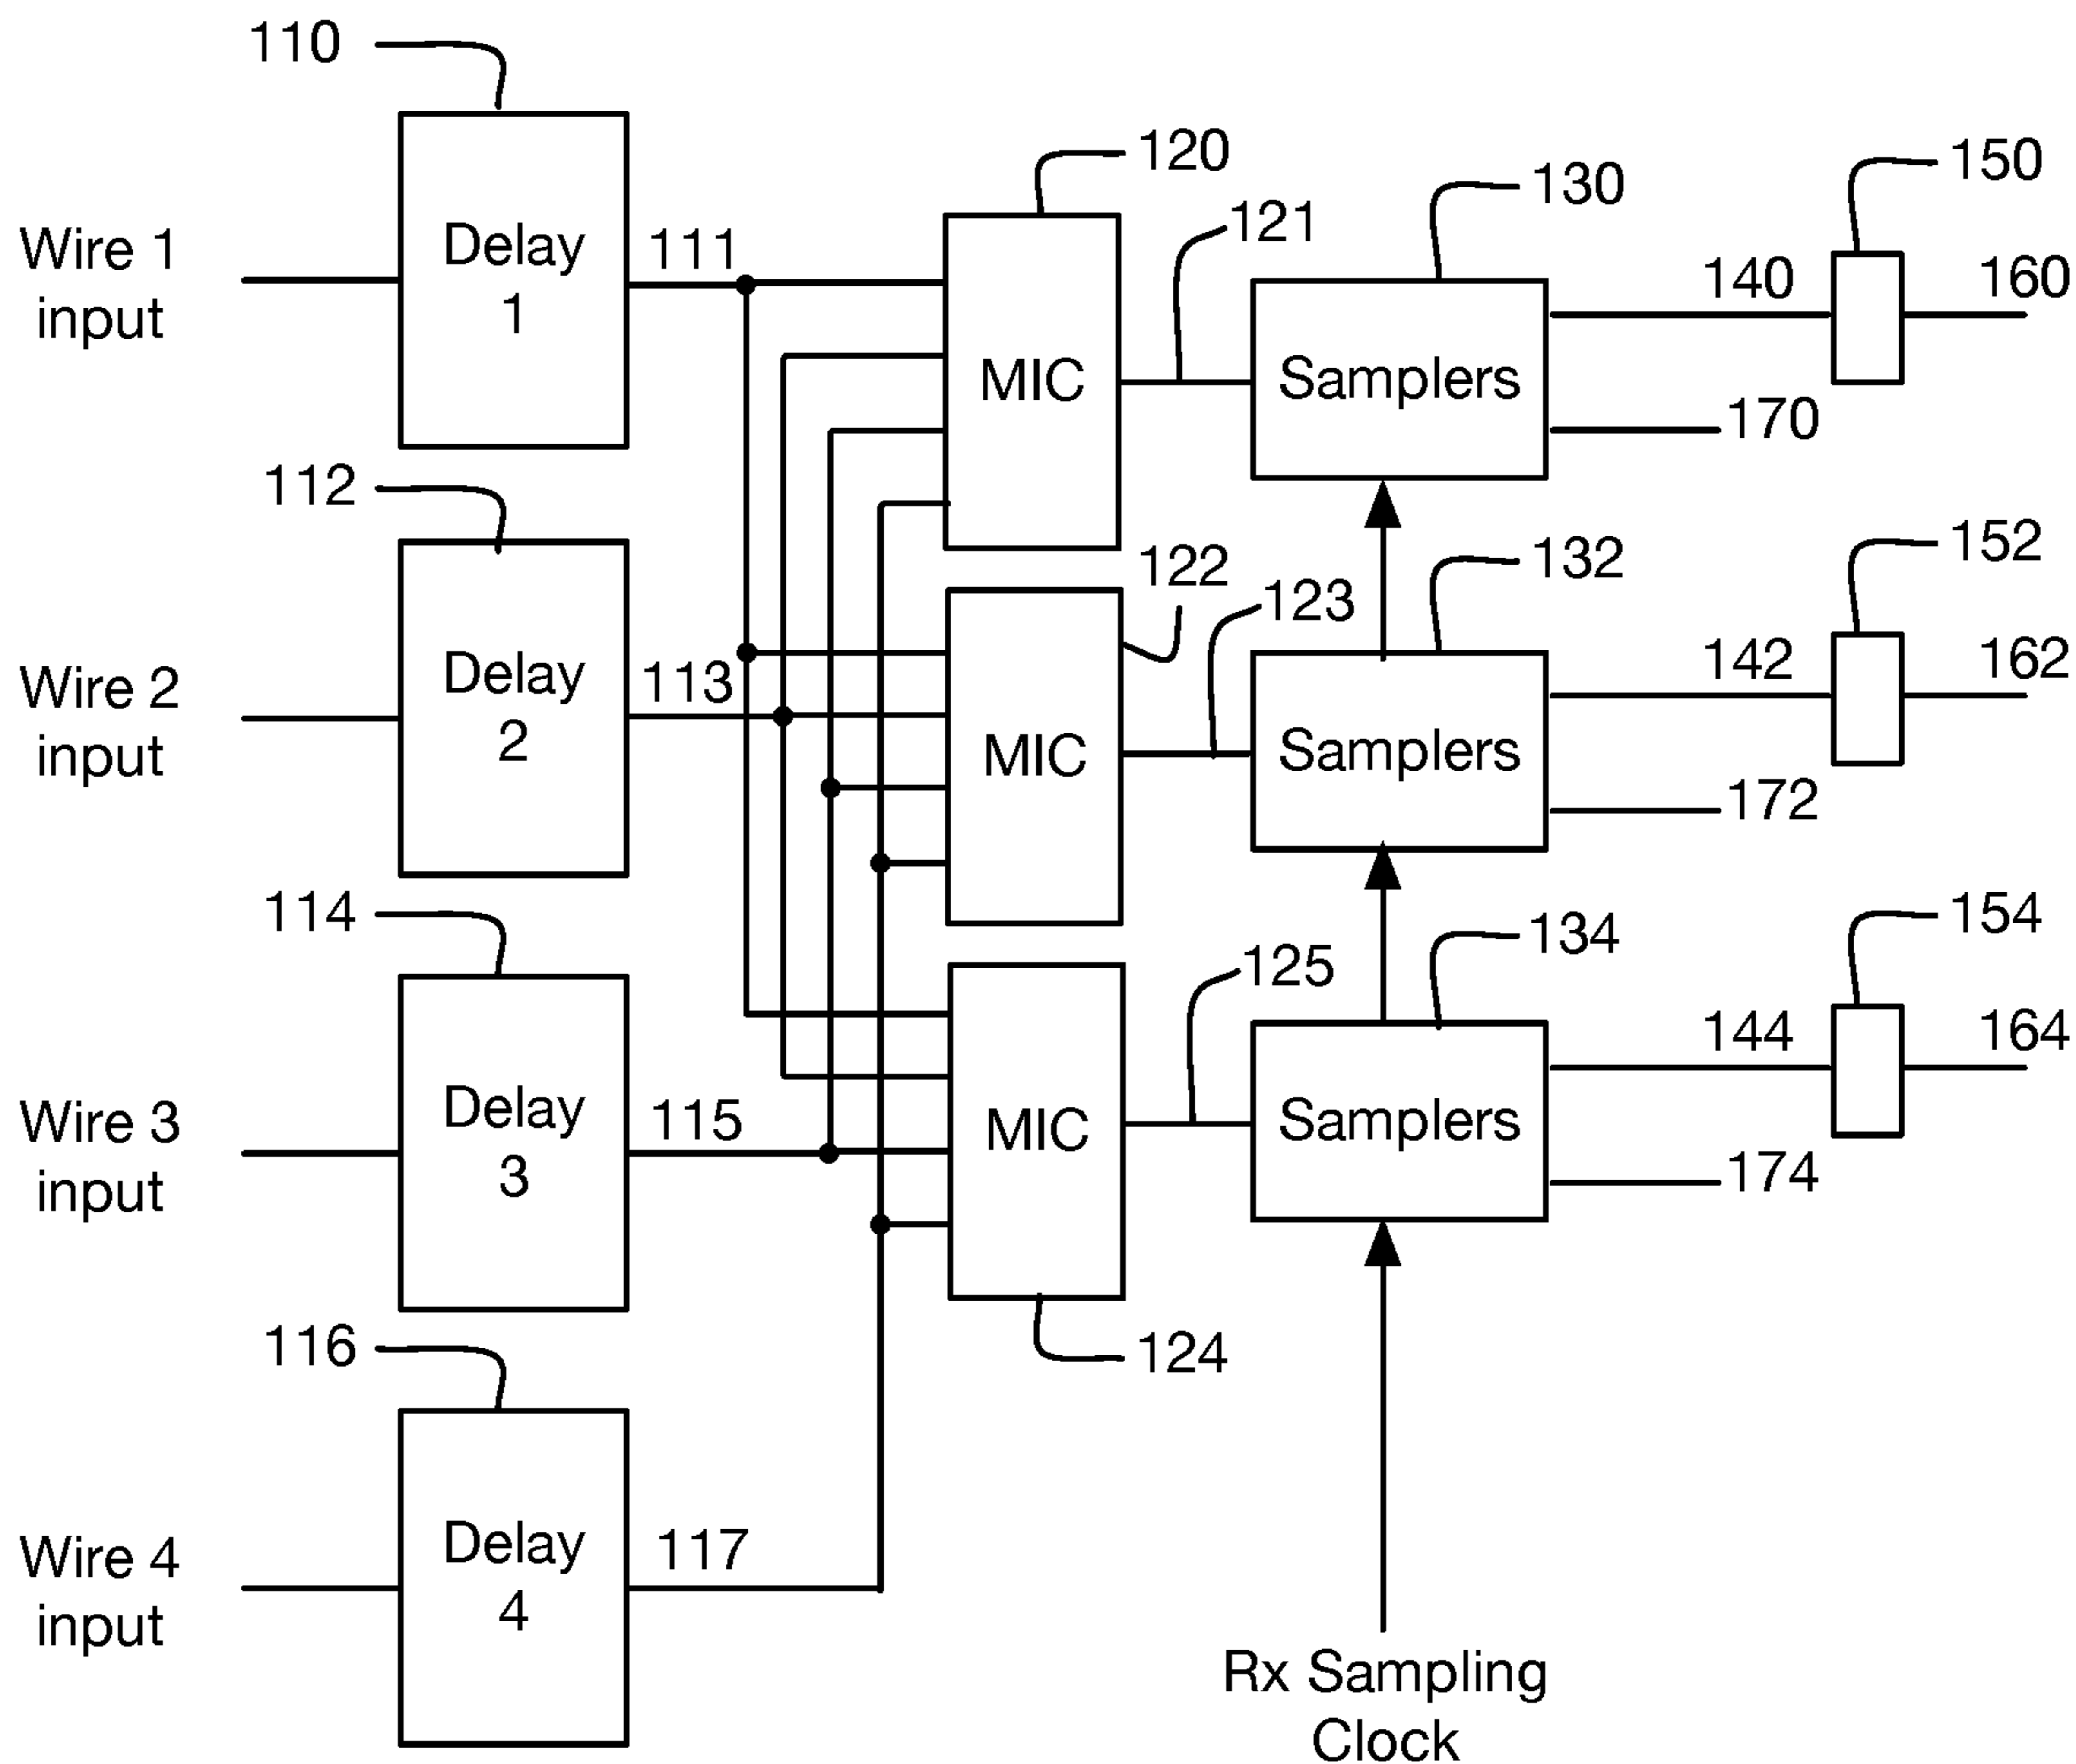 110
120
130
150
Wire 1
input
Delay
1
111
121
140
160
MIC
Samplers
170
112
122
132
152
Wire 2
input
Delay
2
113
123
142
162
MIC
Samplers
172
114
125
134
154
Wire 3
input
Delay
3
115
144
164
MIC
Samplers
174
116
124
Wire 4
input
Delay
4
117
Rx Sampling
Clock